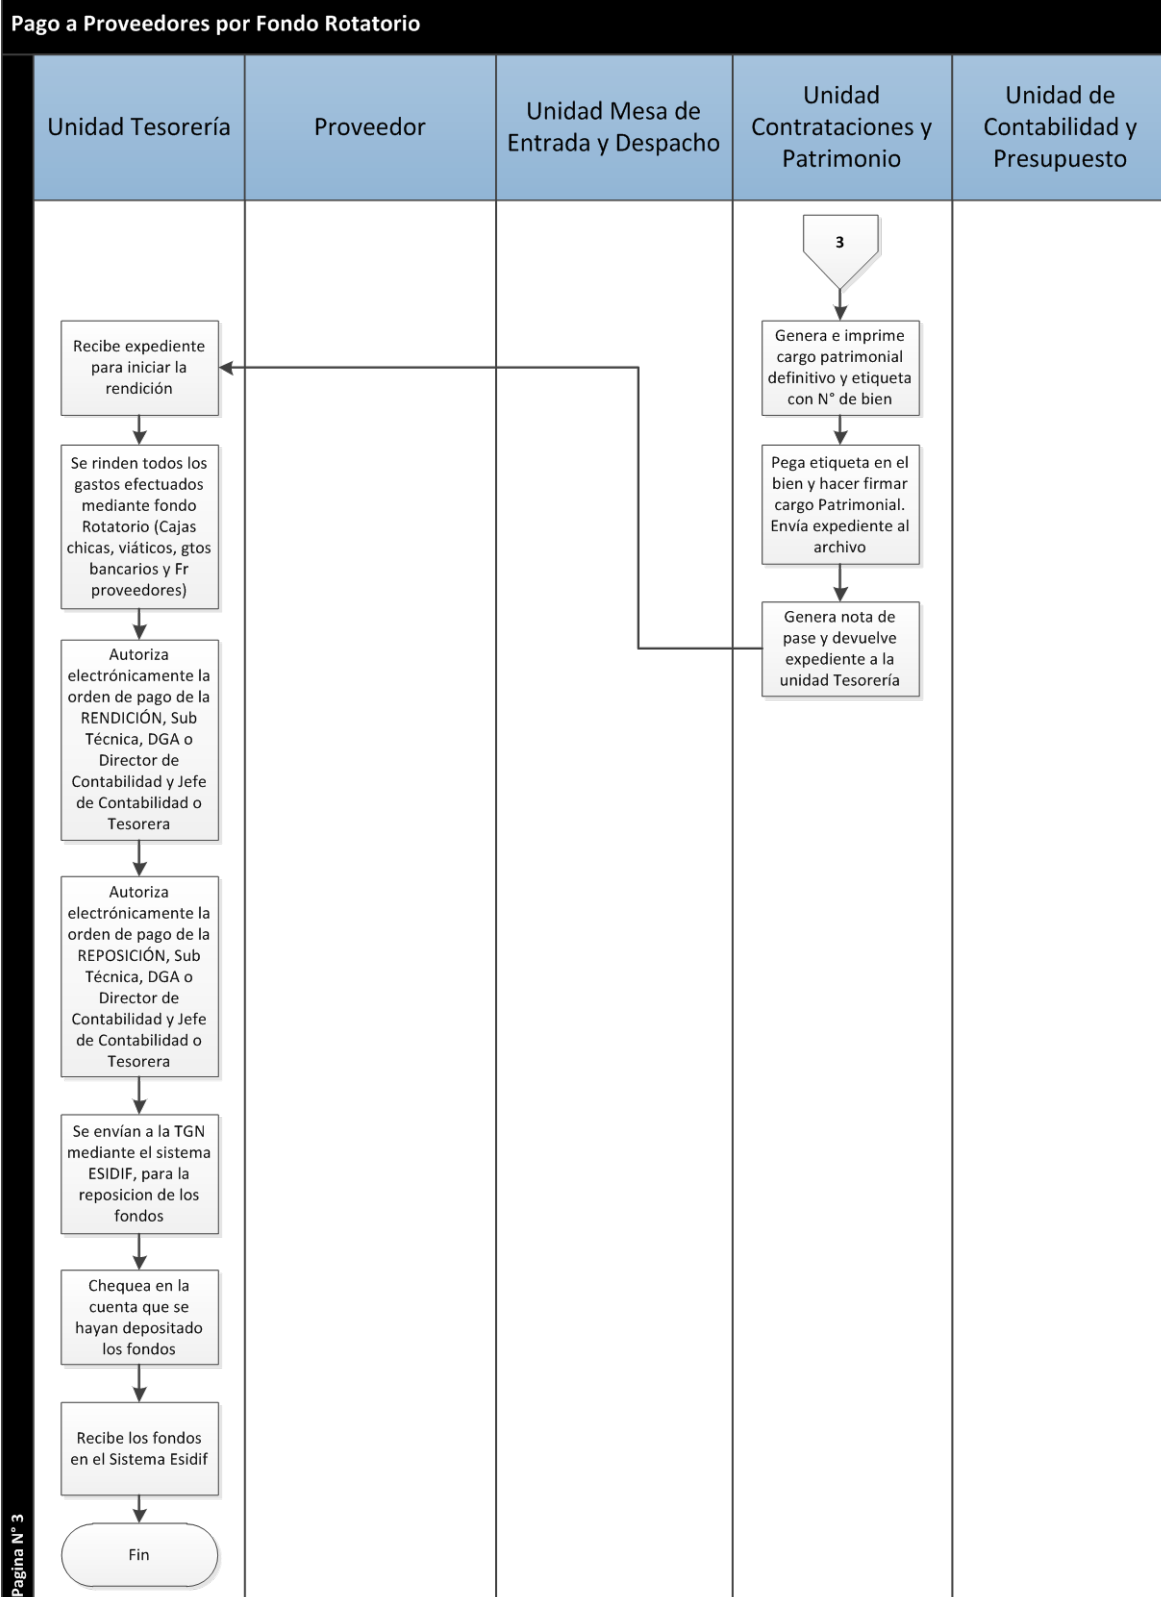 Pago a Proveedores por Fondo Rotatorio
Unidad Tesorería
Proveedor
Unidad Mesa de
Entrada y Despacho
Unidad
Contrataciones y
Patrimonio
Unidad de
Contabilidad y
Presupuesto
3
Genera e imprime
cargo patrimonial
definitivo y etiqueta
con N° de bien
Pega etiqueta en el
bien y hacer firmar
cargo Patrimonial.
Envía expediente al
archivo
Genera nota de
pase y devuelve
expediente a la
unidad Tesorería
Recibe expediente
para iniciar la
rendición
Se rinden todos los
gastos efectuados
mediante fondo
Rotatorio (Cajas
chicas, viáticos, gtos
bancarios y Fr
proveedores)
Autoriza
electrónicamente la
orden de pago de la
RENDICIÓN, Sub
Técnica, DGA o
Director de
Contabilidad y Jefe
de Contabilidad o
Tesorera
Autoriza
electrónicamente la
orden de pago de la
REPOSICIÓN, Sub
Técnica, DGA o
Director de
Contabilidad y Jefe
de Contabilidad o
Tesorera
Se envían a la TGN
mediante el sistema
ESIDIF, para la
reposicion de los
fondos
Chequea en la
cuenta que se
hayan depositado
los fondos
Recibe los fondos
en el Sistema Esidif
Fin
Pagina N° 3